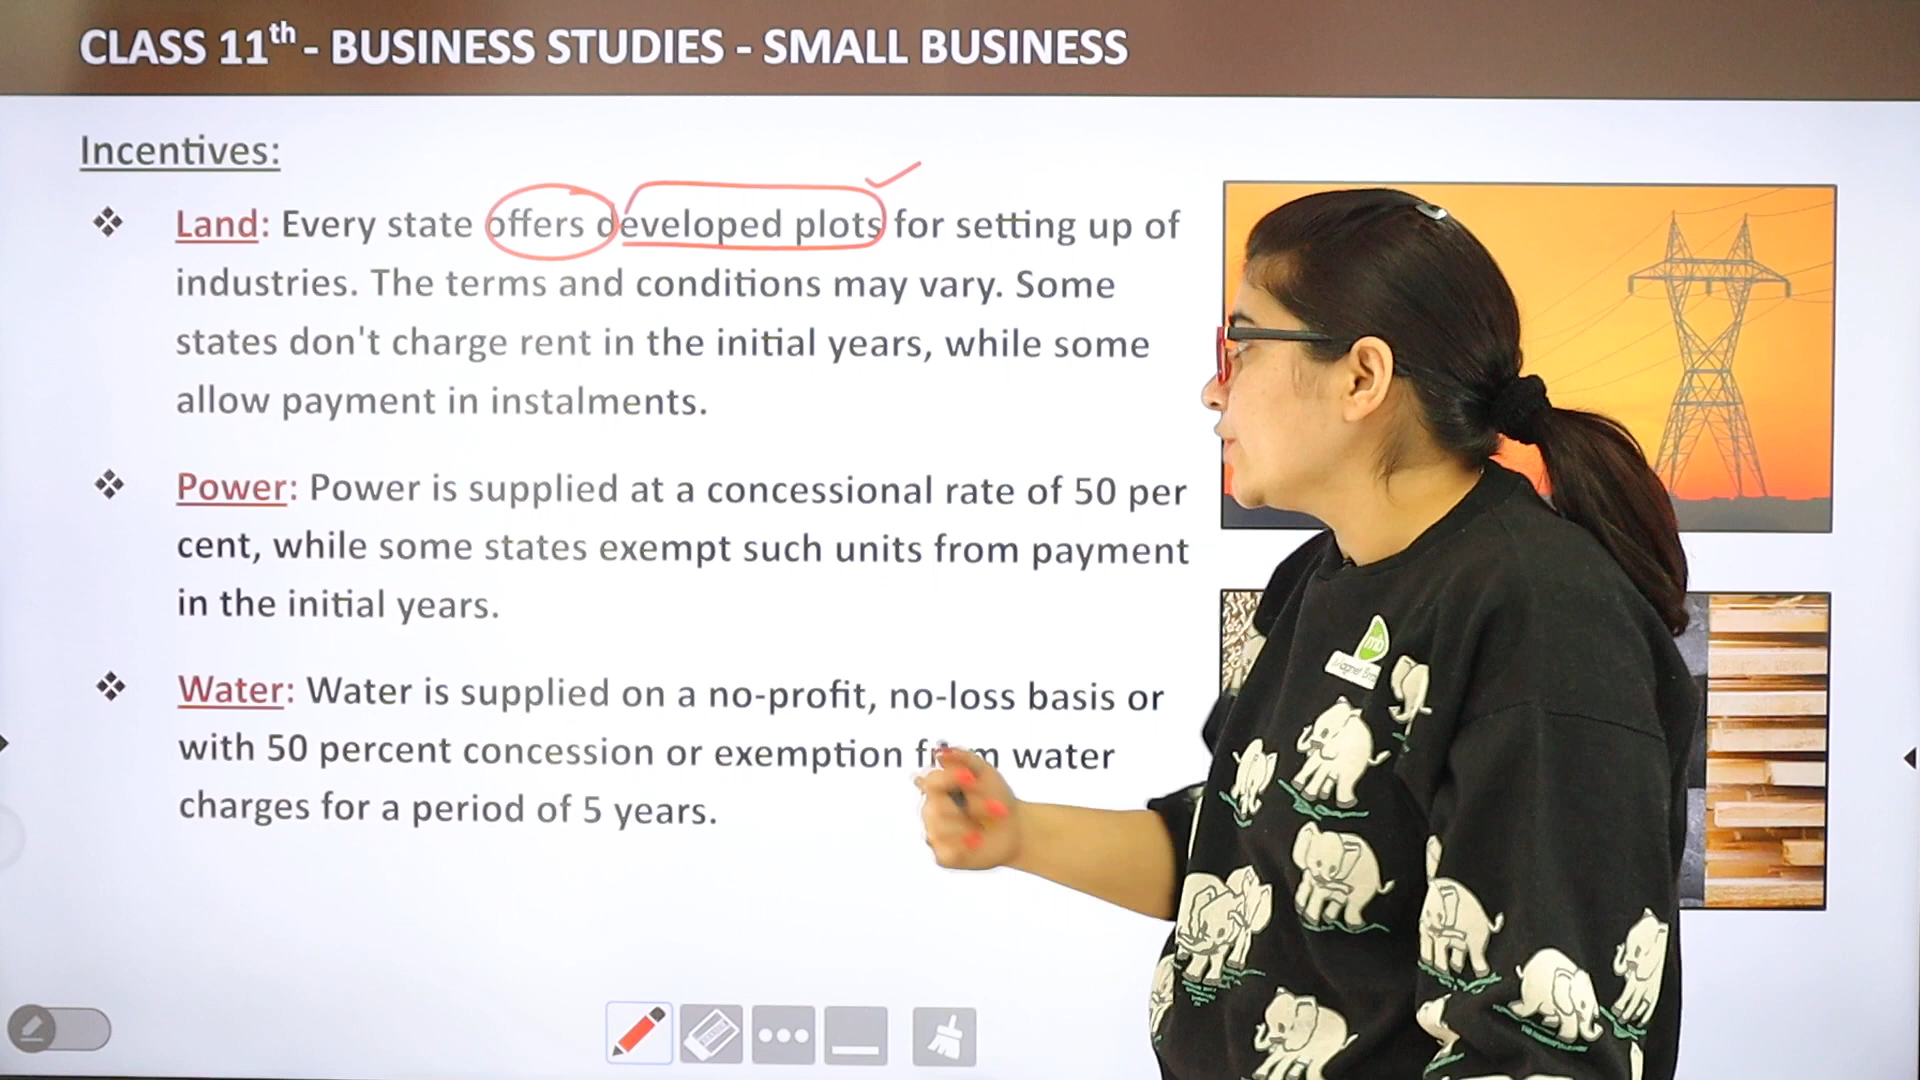 CLASS 11th - BUSINESS STUDIES - SMALL BUSINESS
Incentives:
❖ Land: Every state offers developed plots for setting up of
industries. The terms and conditions may vary. Some
states don't charge rent in the initial years, while some
allow payment in instalments.
❖ Power: Power is supplied at a concessional rate of 50 per
cent, while some states exempt such units from payment
in the initial years.
❖ Water: Water is supplied on a no-profit, no-loss basis or
with 50 percent concession or exemption from water
charges for a period of 5 years.
mb